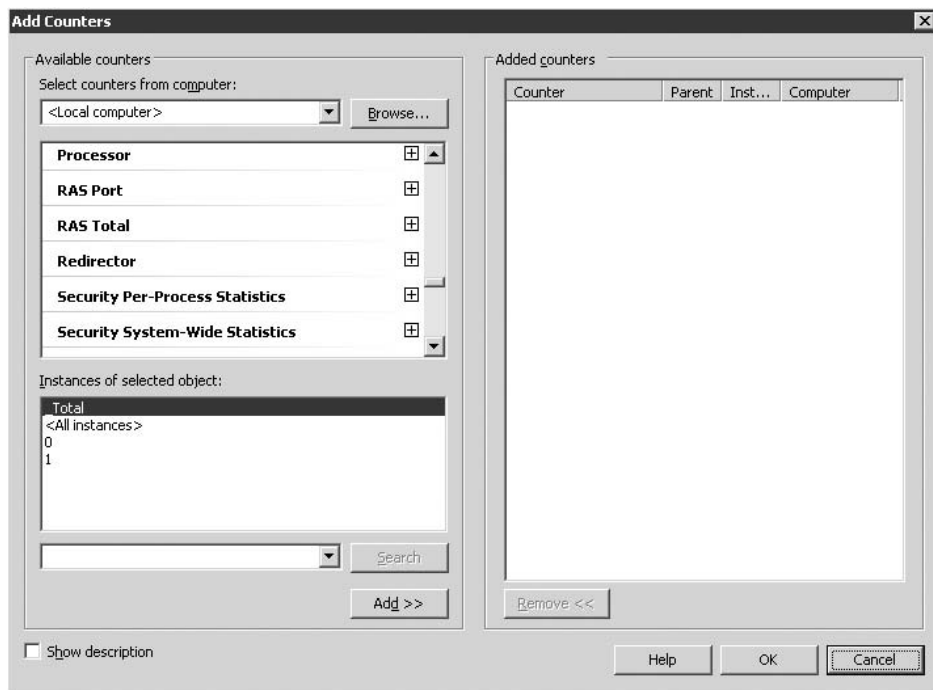 Add Counters
Available counters
Select counters from computer:
<Local computer>
Browse...
Processor
RAS Port
RAS Total
Redirector
Security Per-Process Statistics
Security System-Wide Statistics
Instances of selected object:
_Total
<All instances>
0
1
Search
Add >>
Show description
Added counters
Counter Parent Inst... Computer
Remove <<
Help OK Cancel